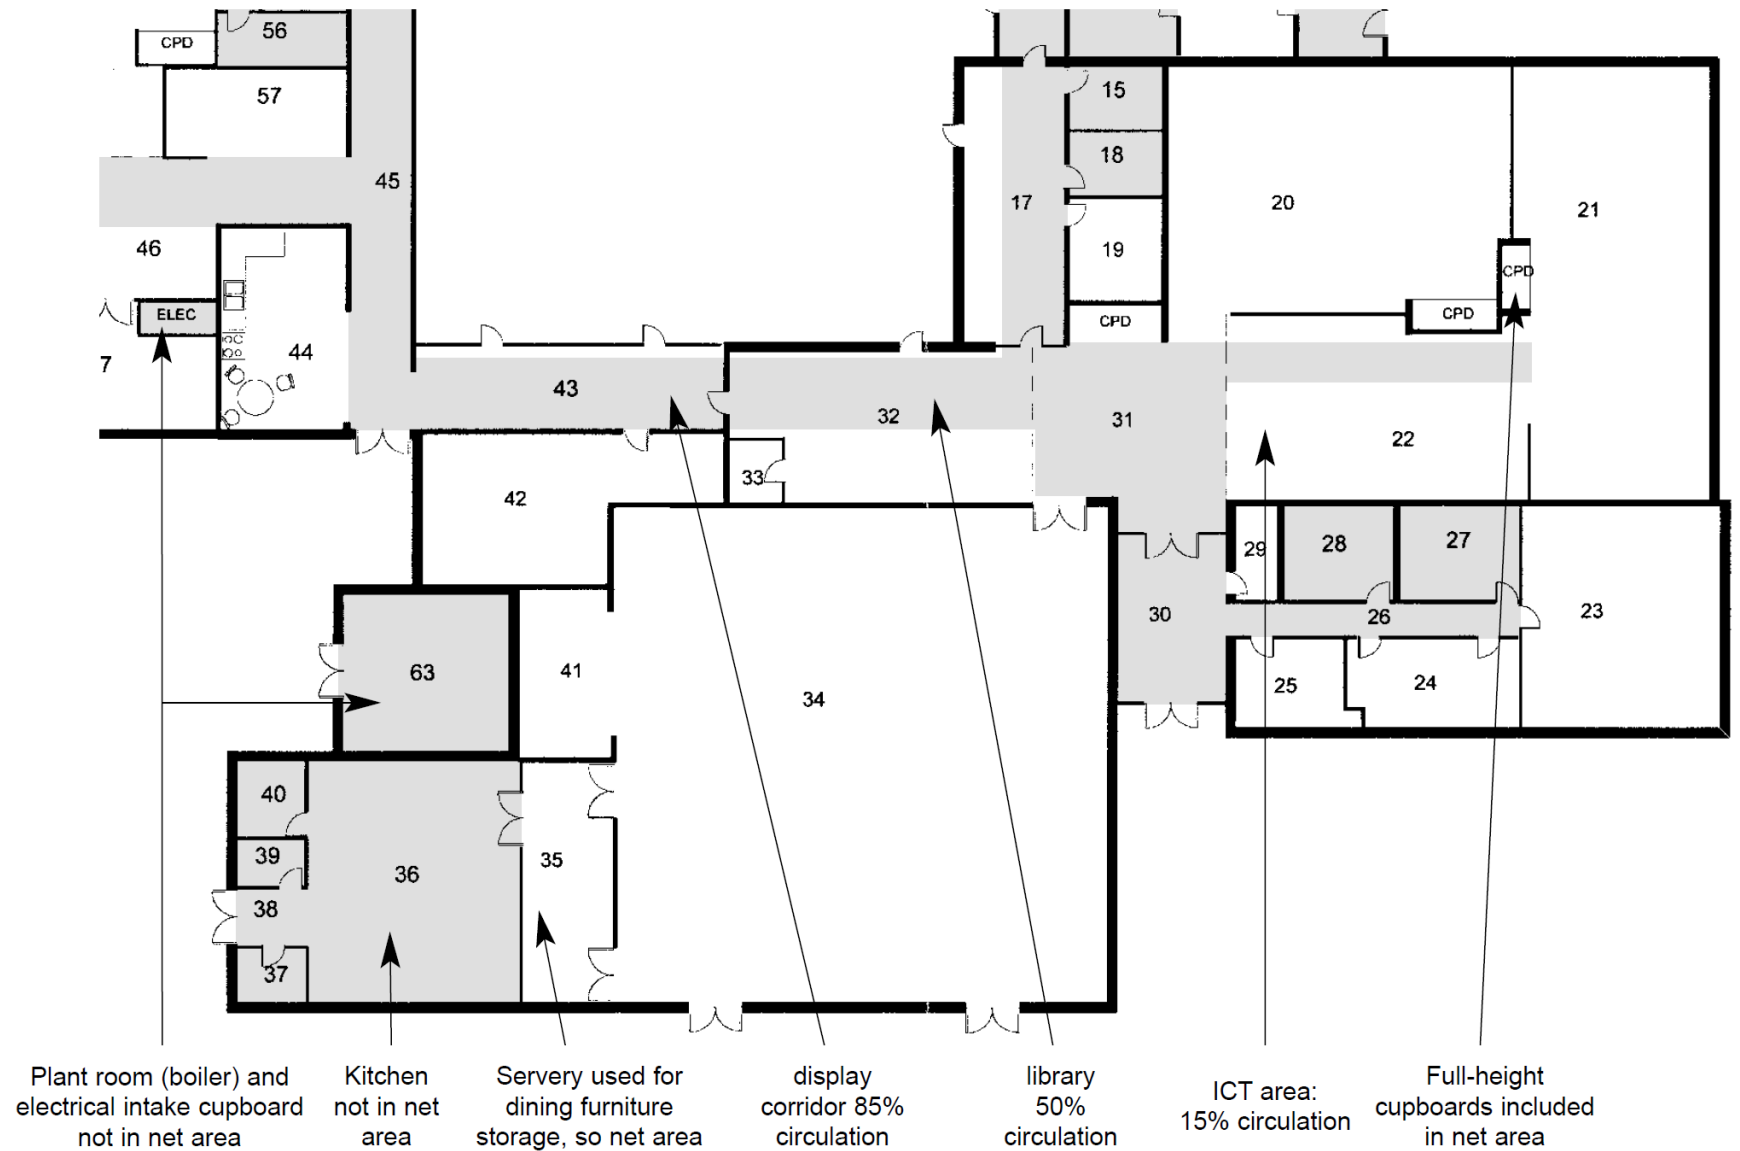 56
CPD
57
15
18
45
17
20
21
46
19
CPD
ELEC
CPD
CPD
7
44
43
32
31
22
33
42
29
28
27
30
26
23
63
41
34
25
24
40
39
36
35
38
37
Plant room (boiler) and
electrical intake cupboard
not in net area
Kitchen
not in net
area
Servery used for
dining furniture
storage, so net area
display
corridor 85%
circulation
library
50%
circulation
ICT area:
15% circulation
Full-height
cupboards included
in net area